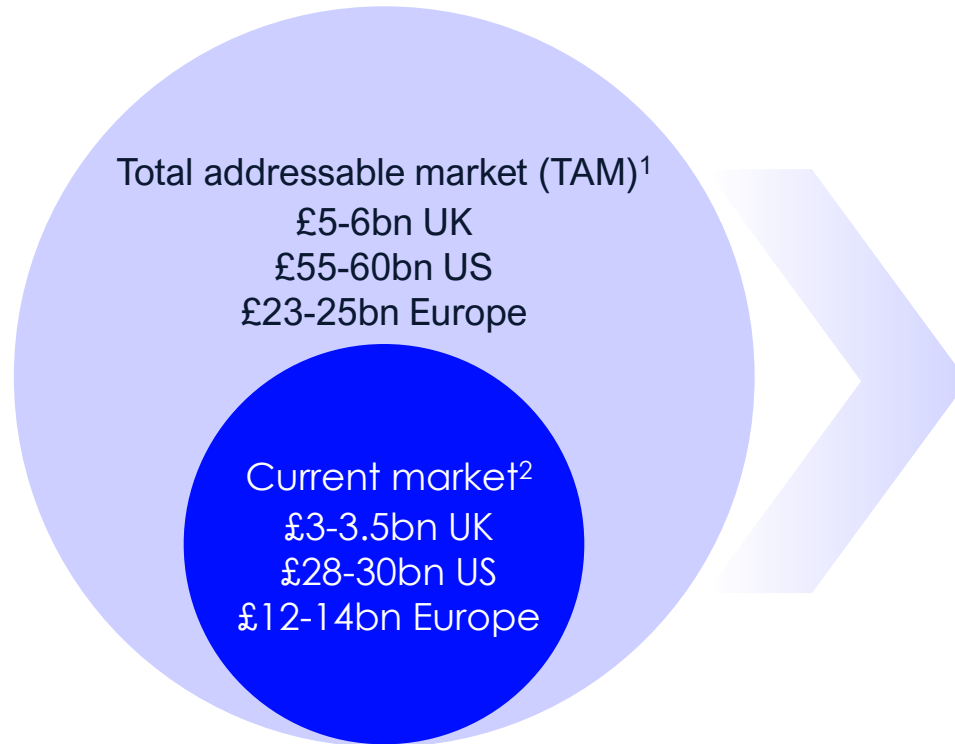 Total addressable market (TAM)¹
£5-6bn UK
£55-60bn US
£23-25bn Europe
Current market²
£3-3.5bn UK
£28-30bn US
£12-14bn Europe